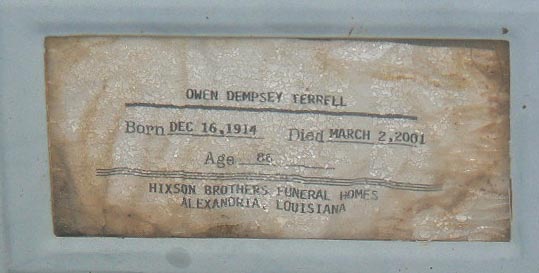 OWEN DEMPSEY TERRELL
Born DEC 16,1914 Died MARCH 2,2001
Age 86
HIXSON BROTHERS FUNERAL HOMES
ALEXANDRIA, LOUISIANA